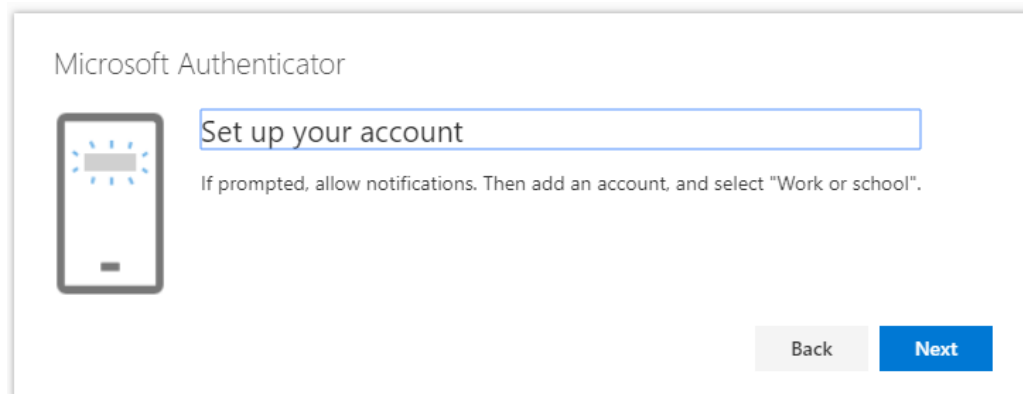 Microsoft Authenticator
Set up your account
If prompted, allow notifications. Then add an account, and select "Work or school".
Back
Next